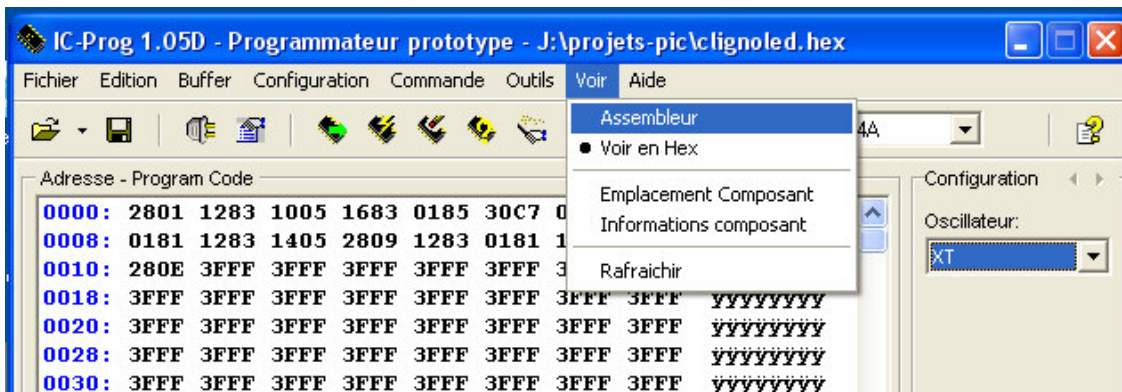 IC-Prog 1.05D - Programmateur prototype - J:\projets-pic\clignoled.hex
Fichier Edition Buffer Configuration Commande Outils Voir Aide
Assembleur
4A
Voir en Hex
Emplacement Composant
Informations composant
Rafraichir
Adresse - Program Code
0000: 2801 1283 1005 1683 0185 30C7
0008: 0181 1283 1405 2809 1283 0181
0010: 280E 3FFF 3FFF 3FFF 3FFF 3FFF
0018: 3FFF 3FFF 3FFF 3FFF 3FFF 3FFF 3FFF 3FFF ÿÿÿÿÿÿÿÿ
0020: 3FFF 3FFF 3FFF 3FFF 3FFF 3FFF 3FFF 3FFF ÿÿÿÿÿÿÿÿ
0028: 3FFF 3FFF 3FFF 3FFF 3FFF 3FFF 3FFF 3FFF ÿÿÿÿÿÿÿÿ
0030: 3FFF 3FFF 3FFF 3FFF 3FFF 3FFF 3FFF 3FFF ÿÿÿÿÿÿÿÿ
Configuration
Oscillateur:
XT